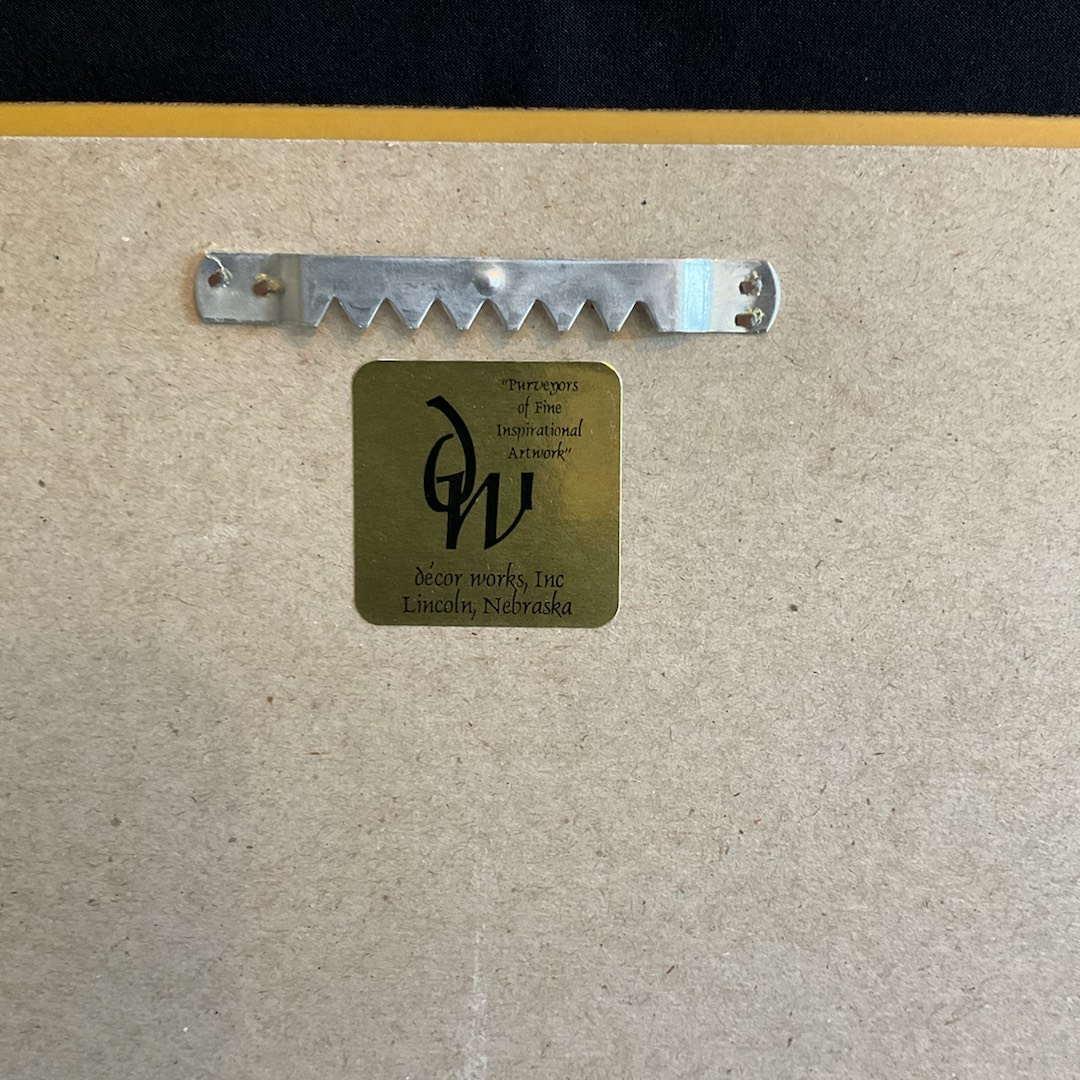 "Purveyors
of Fine
Inspirational
Artwork"
dw
décor works, Inc
Lincoln, Nebraska